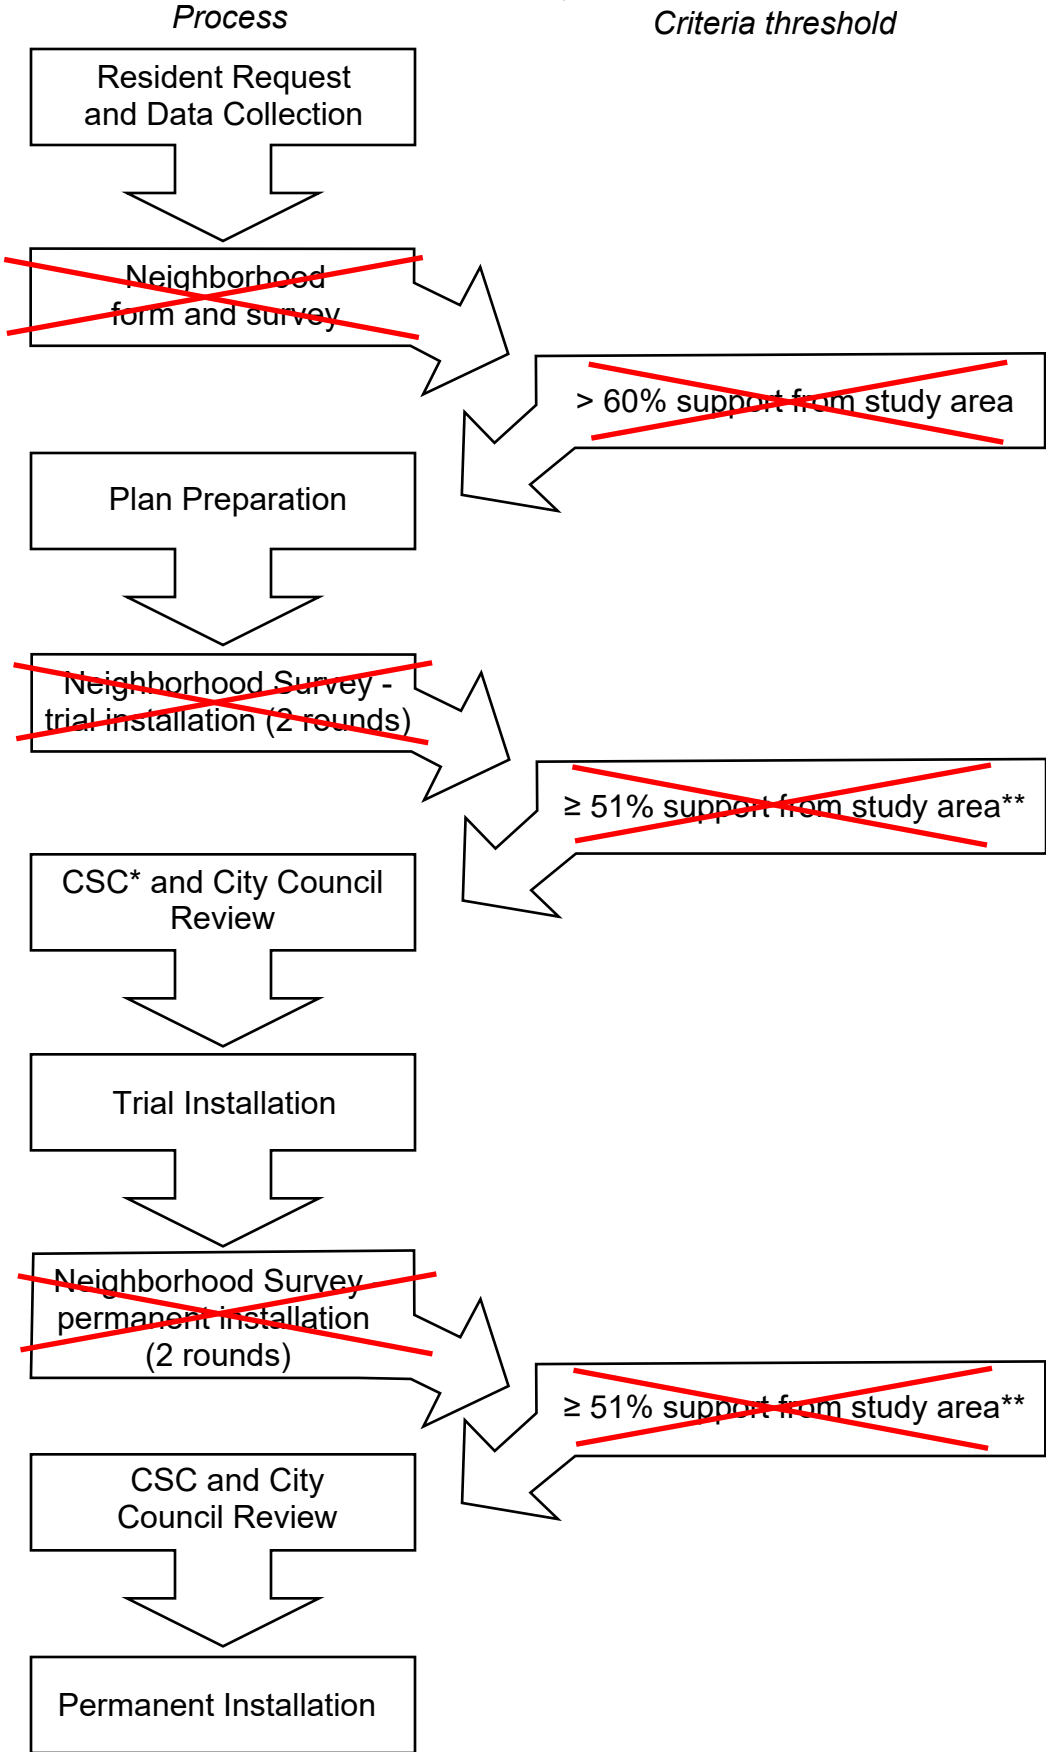 Process
Criteria threshold
Resident Request
and Data Collection
Neighborhood
form and survey
> 60% support from study area
Plan Preparation
Neighborhood Survey -
trial installation (2 rounds)
≥ 51% support from study area**
CSC* and City Council
Review
Trial Installation
Neighborhood Survey -
permanent installation
(2 rounds)
≥ 51% support from study area**
CSC and City
Council Review
Permanent Installation